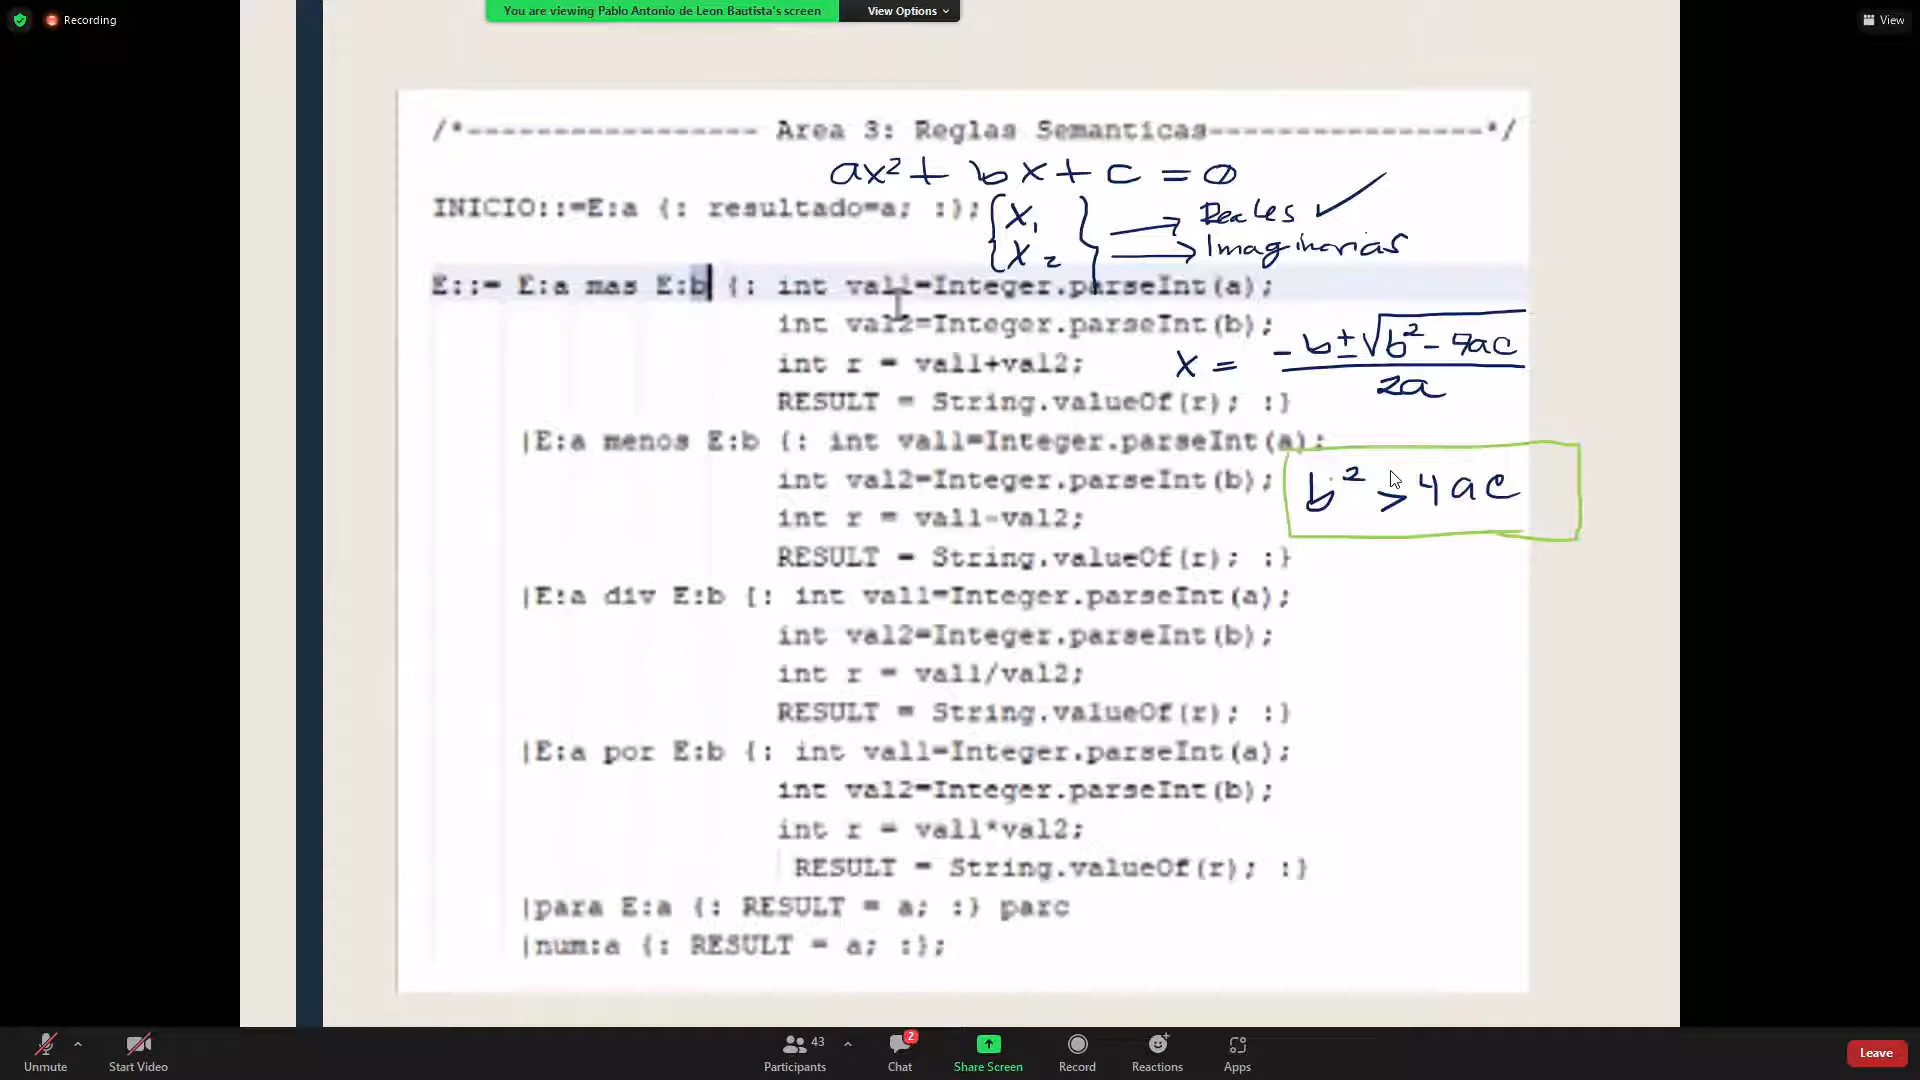 You are viewing Pablo Antonio de Leon Bautista's screen View Options
Recording
View
/*----------------- Area 3: Reglas Semanticas----------------*/
ax² + bx + c = 0
INICIO::=E:a {: resultado=a; :};
X₁
X₂
Reales ✓
Imaginarias
E::= E:a mas E:b {: int val1=Integer.parseInt(a);
int val2=Integer.parseInt(b);
int r = val1+val2;
X = -b±√b²-4ac
2a
RESULT = String.valueOf(r); :}
|E:a menos E:b {: int val1=Integer.parseInt(a);
int val2=Integer.parseInt(b);
b² > 4ac
int r = val1-val2;
RESULT = String.valueOf(r); :}
|E:a div E:b {: int val1=Integer.parseInt(a);
int val2=Integer.parseInt(b);
int r = val1/val2;
RESULT = String.valueOf(r); :}
|E:a por E:b {: int val1=Integer.parseInt(a);
int val2=Integer.parseInt(b);
int r = val1*val2;
RESULT = String.valueOf(r); :}
|para E:a {: RESULT = a; :} parc
|num:a {: RESULT = a; :};
Unmute
Start Video
Participants 43
Chat 2
Share Screen
Record
Reactions
Apps
Leave